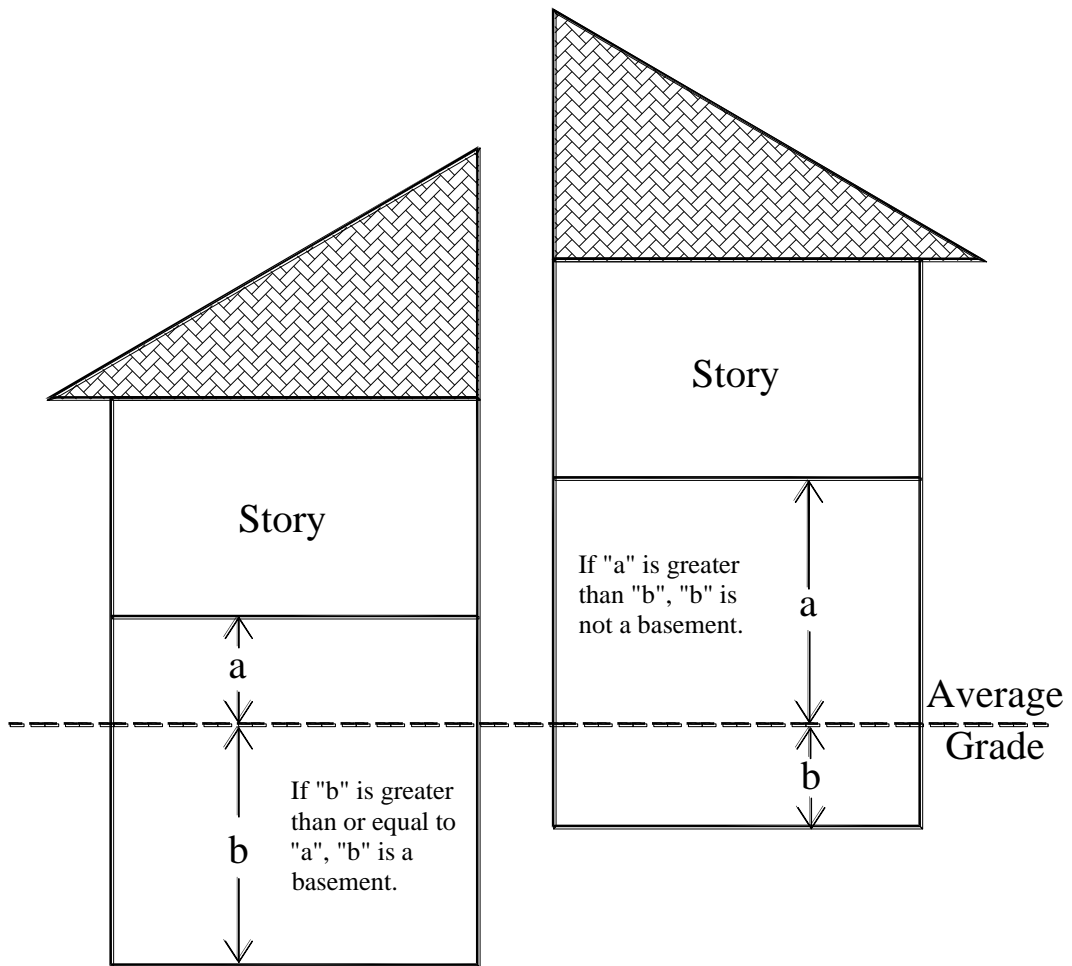 Story
Story
If "a" is greater
than "b", "b" is
not a basement.
a
a
Average
Grade
b
If "b" is greater
than or equal to
"a", "b" is a
basement.
b